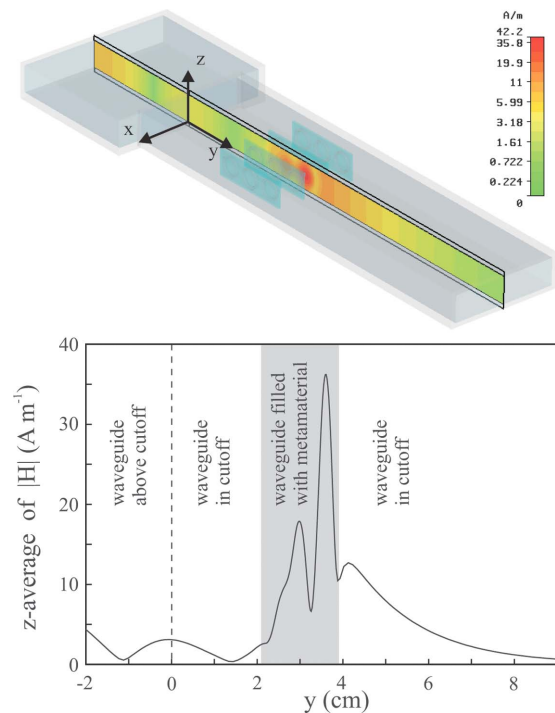 A/m
42.2
35.8
19.9
11
5.99
3.18
1.61
0.722
0.224
0
z
x
y
40
30
20
10
0
z-average of |H| (A m⁻¹)
waveguide
above cutoff
waveguide
in cutoff
waveguide filled
with metamaterial
waveguide
in cutoff
-2
0
2
4
6
8
y (cm)